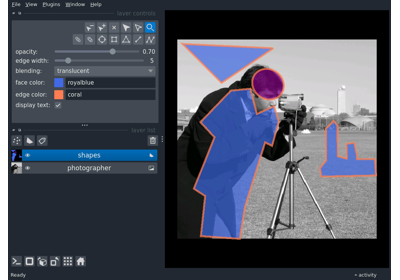 File View Plugins Window Help
layer controls
opacity: 0.70
edge width: 5
blending: translucent
face color: royalblue
edge color: coral
display text:
layer list
shapes
photographer
Ready
activity